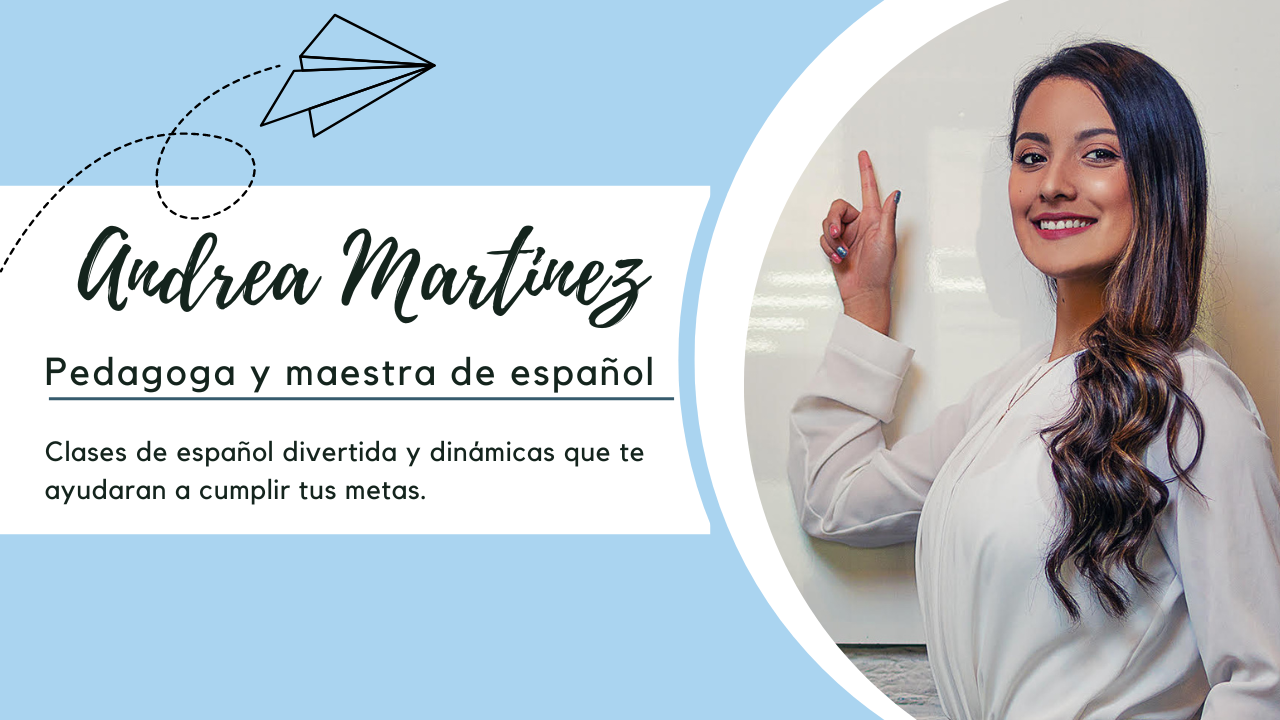 Andrea Martinez
Pedagoga y maestra de español
Clases de español divertida y dinámicas que te
ayudaran a cumplir tus metas.